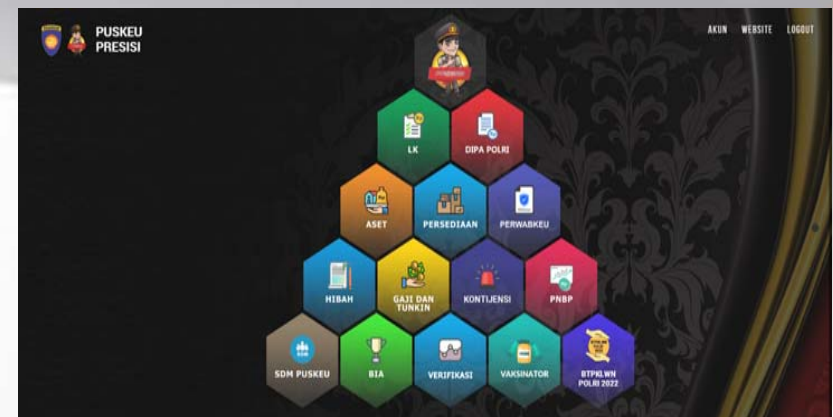 PUSKEU
PRESISI
AKUN WEBSITE LOGOUT
LK
DIPA POLRI
ASET
PERSEDIAAN
PERWABKEU
HIBAH
GAJI DAN
TUNKIN
KONTIJENSI
PNBP
SDM PUSKEU
BIA
VERIFIKASI
VAKSINATOR
BTPKLWN
POLRI 2022